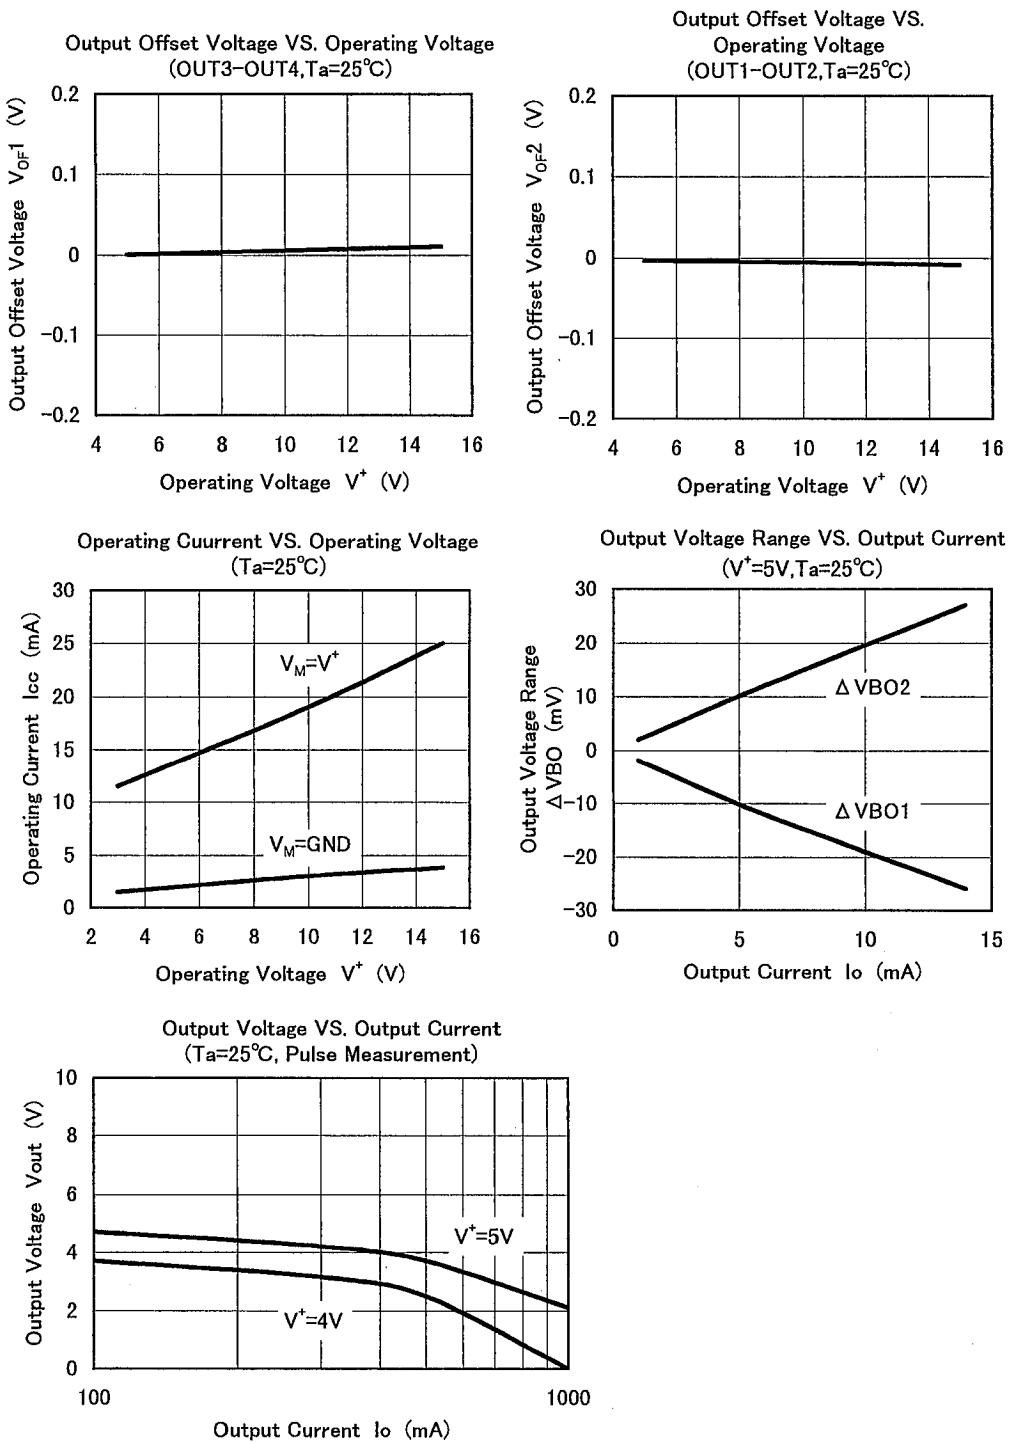 Output Offset Voltage VS. Operating Voltage
(OUT3-OUT4,Ta=25℃)
Output Offset Voltage V_OF1 (V)
0.2
0.1
0
-0.1
-0.2
4 6 8 10 12 14 16
Operating Voltage V⁺ (V)
Output Offset Voltage VS.
Operating Voltage
(OUT1-OUT2,Ta=25℃)
Output Offset Voltage V_OF2 (V)
0.2
0.1
0
-0.1
-0.2
4 6 8 10 12 14 16
Operating Voltage V⁺ (V)
Operating Cuurrent VS. Operating Voltage
(Ta=25℃)
Operating Current Icc (mA)
30
25
20
15
10
5
0
V_M=V⁺
V_M=GND
2 4 6 8 10 12 14 16
Operating Voltage V⁺ (V)
Output Voltage Range VS. Output Current
(V⁺=5V,Ta=25℃)
Output Voltage Range
Δ VBO (mV)
30
20
10
0
-10
-20
-30
Δ VBO2
Δ VBO1
0 5 10 15
Output Current Io (mA)
Output Voltage VS. Output Current
(Ta=25℃, Pulse Measurement)
Output Voltage Vout (V)
10
8
6
4
2
0
V⁺=5V
V⁺=4V
100 1000
Output Current Io (mA)